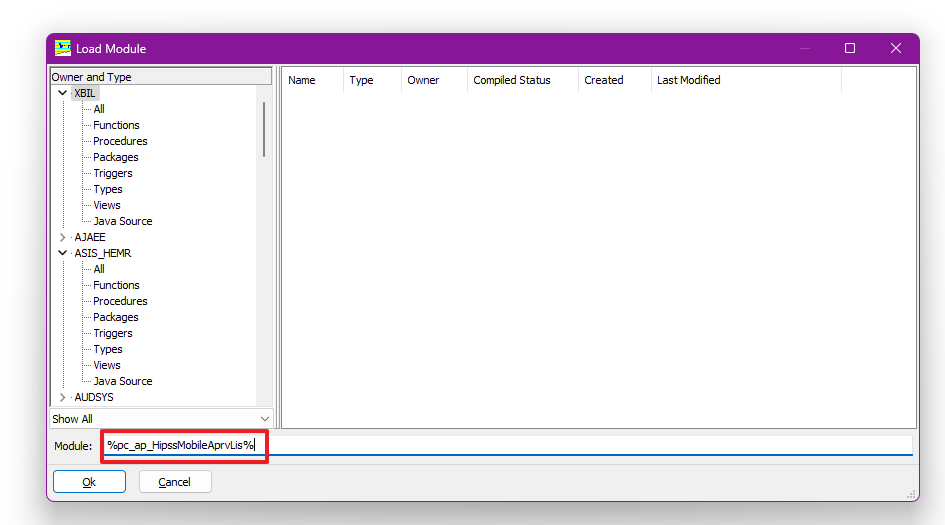 Load Module
Owner and Type
XBIL
All
Functions
Procedures
Packages
Triggers
Types
Views
Java Source
AJAEE
ASIS_HEMR
All
Functions
Procedures
Packages
Triggers
Types
Views
Java Source
AUDSYS
Show All
Name Type Owner Compiled Status Created Last Modified
Module: %pc_ap_HipssMobileAprvLis%
Ok Cancel